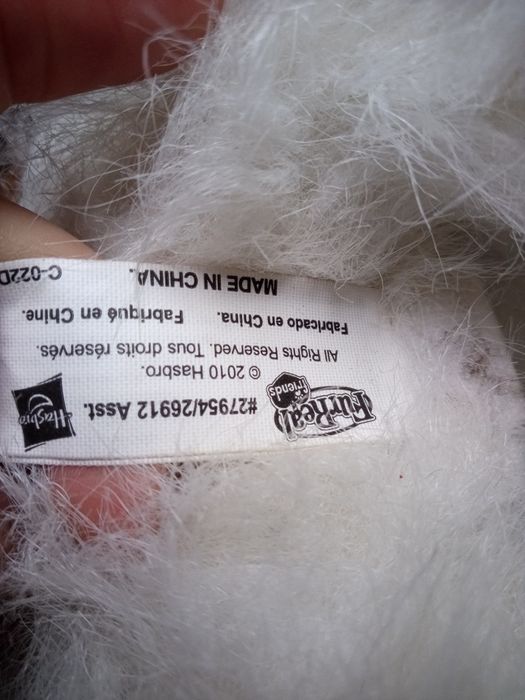 FurReal friends
#27954/26912 Asst.
Hasbro
© 2010 Hasbro.
All Rights Reserved. Tous droits réservés.
Fabricado en China. Fabriqué en Chine.
MADE IN CHINA. C-022D